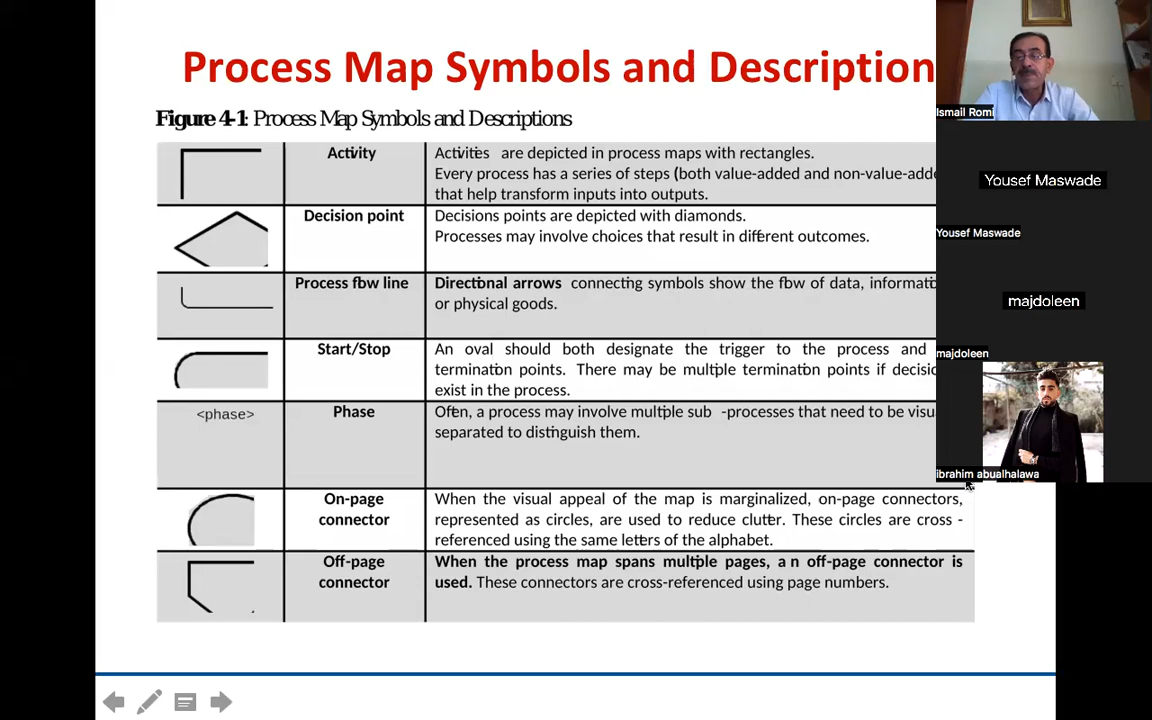 Process Map Symbols and Description
Figure 4-1: Process Map Symbols and Descriptions
Activity
Activities are depicted in process maps with rectangles.
Every process has a series of steps (both value-added and non-value-adde
that help transform inputs into outputs.
Decision point
Decisions points are depicted with diamonds.
Processes may involve choices that result in different outcomes.
Process flow line
Directional arrows connecting symbols show the flow of data, informatio
or physical goods.
Start/Stop
An oval should both designate the trigger to the process and
termination points. There may be multiple termination points if decisio
exist in the process.
<phase>
Phase
Often, a process may involve multiple sub -processes that need to be visua
separated to distinguish them.
On-page
connector
When the visual appeal of the map is marginalized, on-page connectors,
represented as circles, are used to reduce clutter. These circles are cross -
referenced using the same letters of the alphabet.
Off-page
connector
When the process map spans multiple pages, a n off-page connector is
used. These connectors are cross-referenced using page numbers.
Ismail Romi
Yousef Maswade
Yousef Maswade
majdoleen
majdoleen
ibrahim abualhalawa